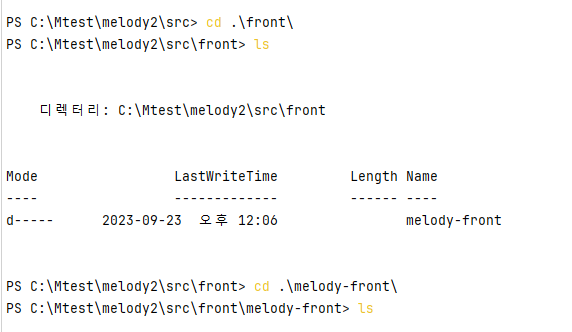 PS C:\Mtest\melody2\src> cd .\front\
PS C:\Mtest\melody2\src\front> ls
디렉터리: C:\Mtest\melody2\src\front
Mode LastWriteTime Length Name
---- ------------- ------ ----
d----- 2023-09-23 오후 12:06 melody-front
PS C:\Mtest\melody2\src\front> cd .\melody-front\
PS C:\Mtest\melody2\src\front\melody-front> ls